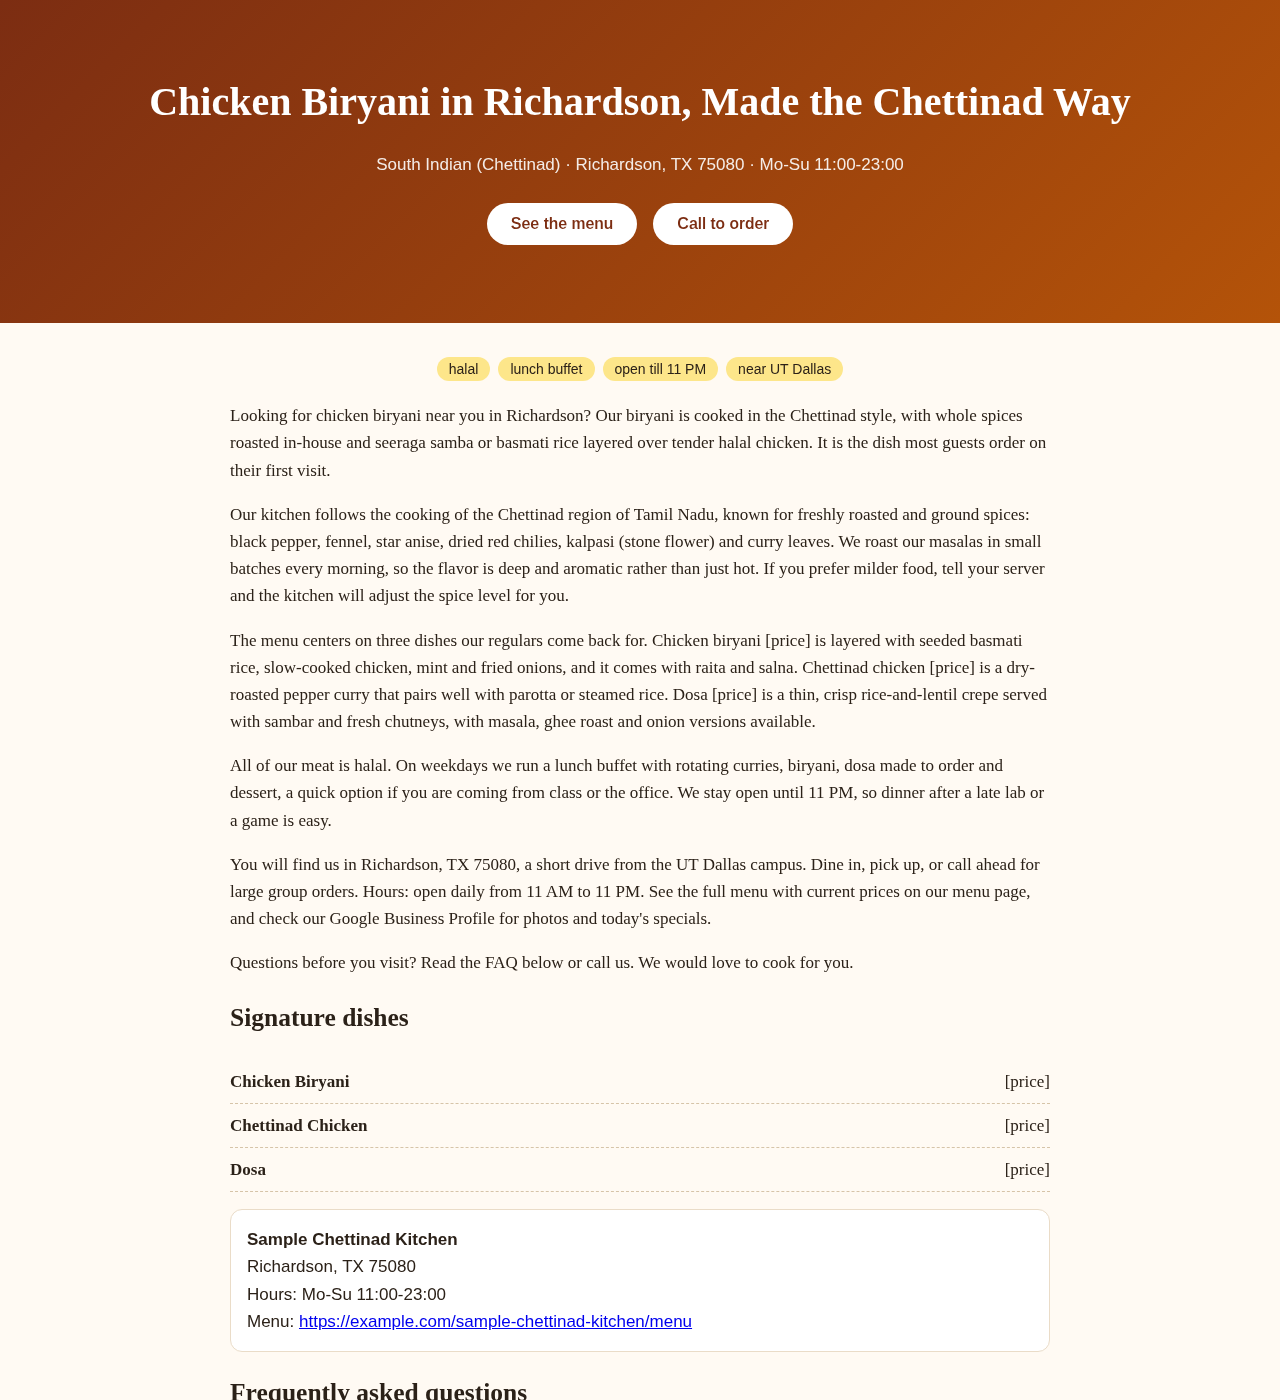 Chicken Biryani in Richardson, Made the Chettinad Way
South Indian (Chettinad) · Richardson, TX 75080 · Mo-Su 11:00-23:00
See the menu
Call to order
halal
lunch buffet
open till 11 PM
near UT Dallas
Looking for chicken biryani near you in Richardson? Our biryani is cooked in the Chettinad style, with whole spices
roasted in-house and seeraga samba or basmati rice layered over tender halal chicken. It is the dish most guests order on
their first visit.
Our kitchen follows the cooking of the Chettinad region of Tamil Nadu, known for freshly roasted and ground spices:
black pepper, fennel, star anise, dried red chilies, kalpasi (stone flower) and curry leaves. We roast our masalas in small
batches every morning, so the flavor is deep and aromatic rather than just hot. If you prefer milder food, tell your server
and the kitchen will adjust the spice level for you.
The menu centers on three dishes our regulars come back for. Chicken biryani [price] is layered with seeded basmati
rice, slow-cooked chicken, mint and fried onions, and it comes with raita and salna. Chettinad chicken [price] is a dry-
roasted pepper curry that pairs well with parotta or steamed rice. Dosa [price] is a thin, crisp rice-and-lentil crepe served
with sambar and fresh chutneys, with masala, ghee roast and onion versions available.
All of our meat is halal. On weekdays we run a lunch buffet with rotating curries, biryani, dosa made to order and
dessert, a quick option if you are coming from class or the office. We stay open until 11 PM, so dinner after a late lab or
a game is easy.
You will find us in Richardson, TX 75080, a short drive from the UT Dallas campus. Dine in, pick up, or call ahead for
large group orders. Hours: open daily from 11 AM to 11 PM. See the full menu with current prices on our menu page,
and check our Google Business Profile for photos and today's specials.
Questions before you visit? Read the FAQ below or call us. We would love to cook for you.
Signature dishes
Chicken Biryani [price]
Chettinad Chicken [price]
Dosa [price]
Sample Chettinad Kitchen
Richardson, TX 75080
Hours: Mo-Su 11:00-23:00
Menu: https://example.com/sample-chettinad-kitchen/menu
Frequently asked questions